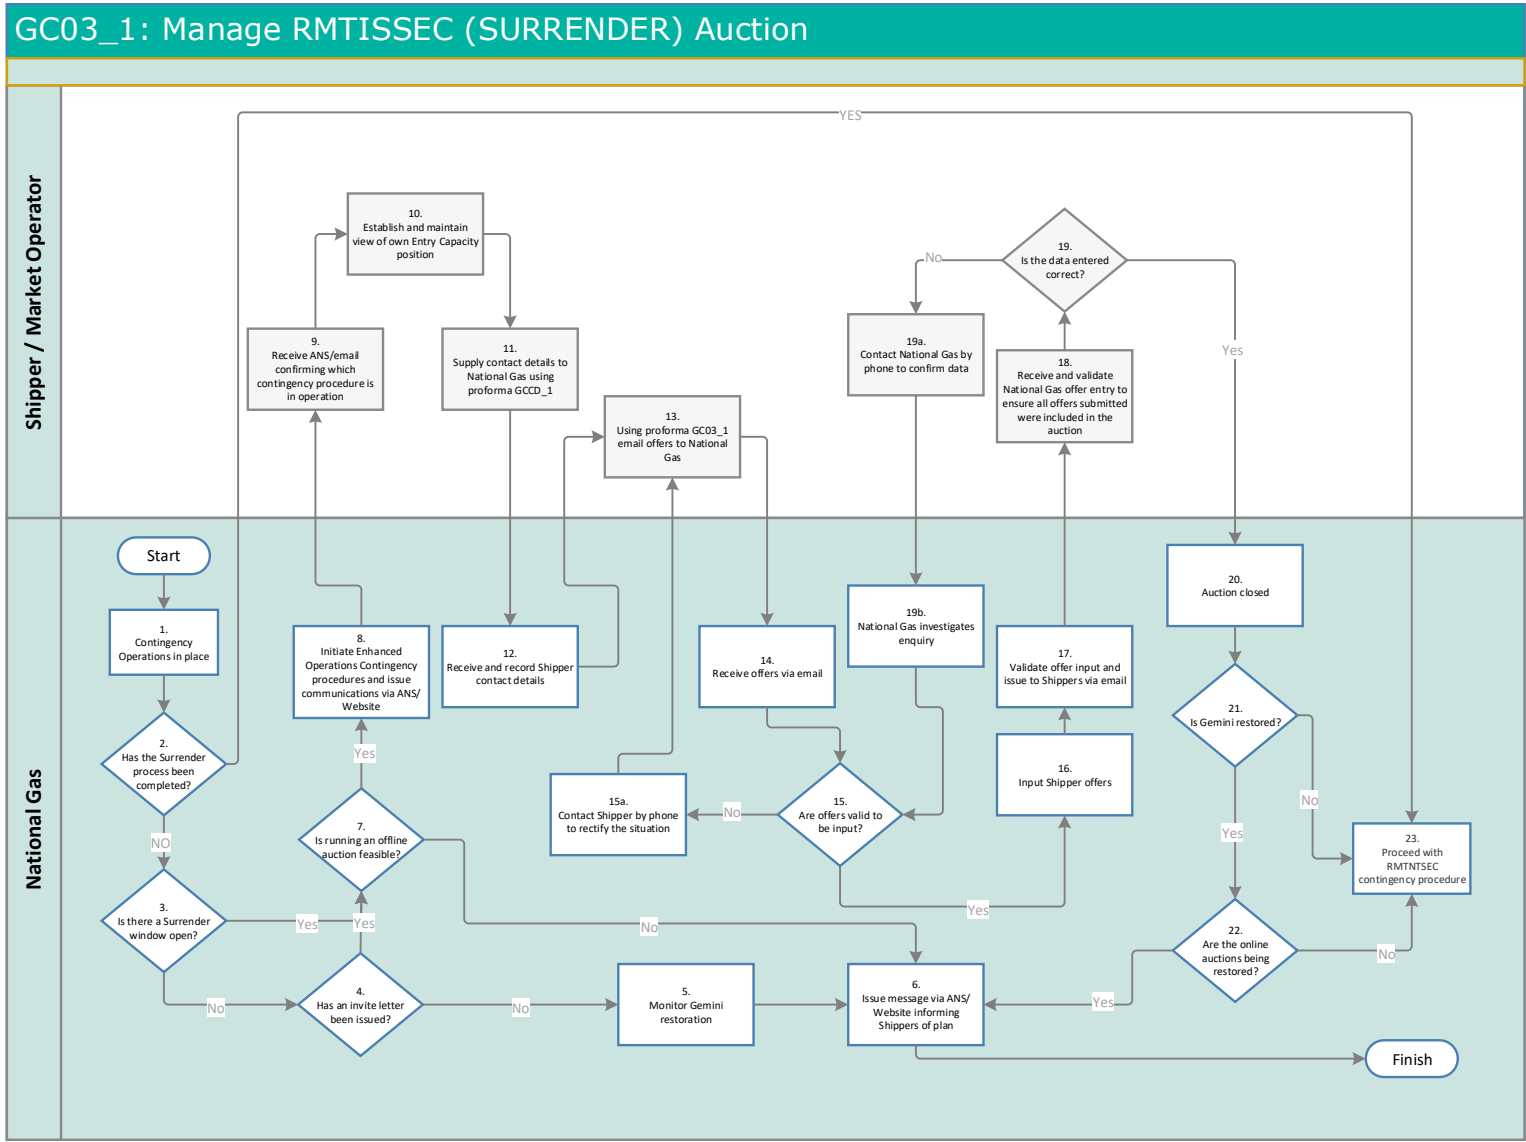 GC03_1: Manage RMTISSEC (SURRENDER) Auction
Shipper / Market Operator
YES
10.
Establish and maintain
view of own Entry Capacity
position
9.
Receive ANS/email
confirming which
contingency procedure is
in operation
11.
Supply contact details to
National Gas using
proforma GCCD_1
13.
Using proforma GC03_1
email offers to National
Gas
19.
Is the data entered
correct?
No
Yes
19a.
Contact National Gas by
phone to confirm data
18.
Receive and validate
National Gas offer entry to
ensure all offers submitted
were included in the
auction
National Gas
Start
1.
Contingency
Operations in place
2.
Has the Surrender
process been
completed?
NO
3.
Is there a Surrender
window open?
Yes
No
4.
Has an invite letter
been issued?
Yes
No
5.
Monitor Gemini
restoration
6.
Issue message via ANS/
Website informing
Shippers of plan
7.
Is running an offline
auction feasible?
Yes
No
8.
Initiate Enhanced
Operations Contingency
procedures and issue
communications via ANS/
Website
12.
Receive and record Shipper
contact details
14.
Receive offers via email
15.
Are offers valid to
be input?
No
Yes
15a.
Contact Shipper by phone
to rectify the situation
19b.
National Gas investigates
enquiry
16.
Input Shipper offers
17.
Validate offer input and
issue to Shippers via email
20.
Auction closed
21.
Is Gemini restored?
No
Yes
22.
Are the online
auctions being
restored?
Yes
No
23.
Proceed with
RMTNTSEC
contingency procedure
Finish